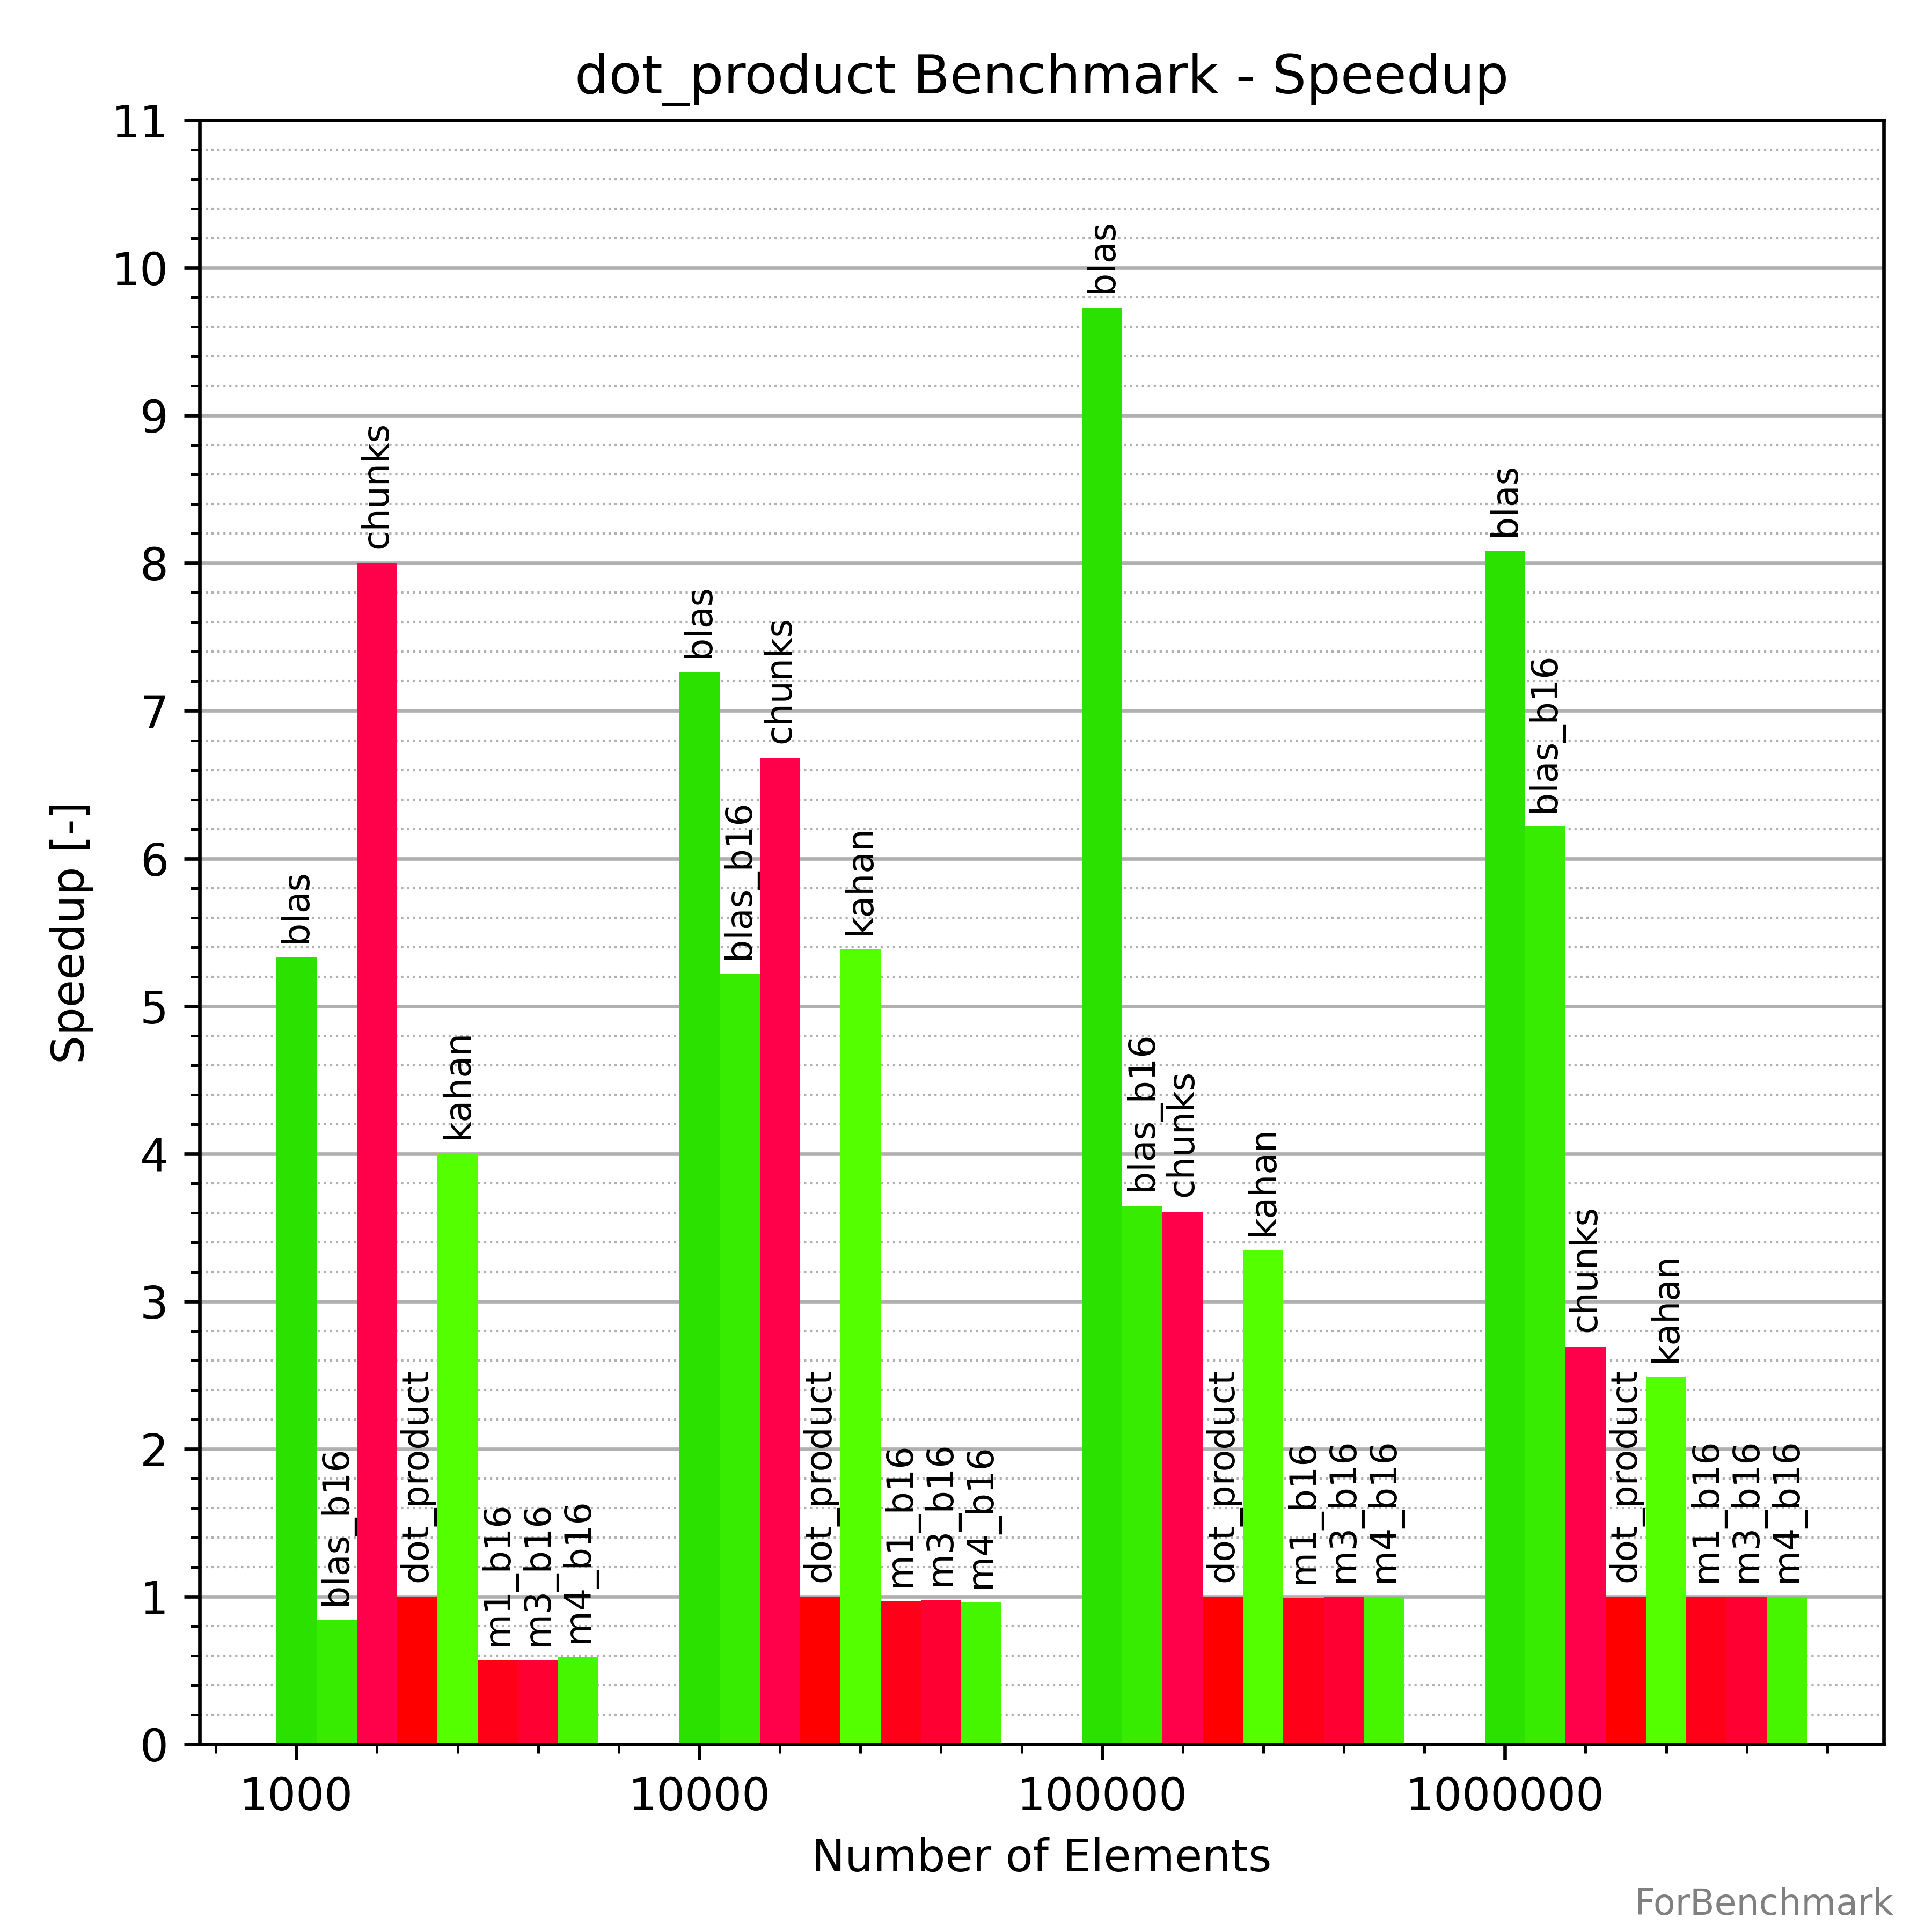 dot_product Benchmark - Speedup
11
10
9
8
7
6
5
4
3
2
1
0
Speedup [-]
blas
blas_b16
chunks
dot_product
kahan
m1_b16
m3_b16
m4_b16
blas
blas_b16
chunks
dot_product
kahan
m1_b16
m3_b16
m4_b16
blas
blas_b16
chunks
dot_product
kahan
m1_b16
m3_b16
m4_b16
blas
blas_b16
chunks
dot_product
kahan
m1_b16
m3_b16
m4_b16
1000 10000 100000 1000000
Number of Elements
ForBenchmark